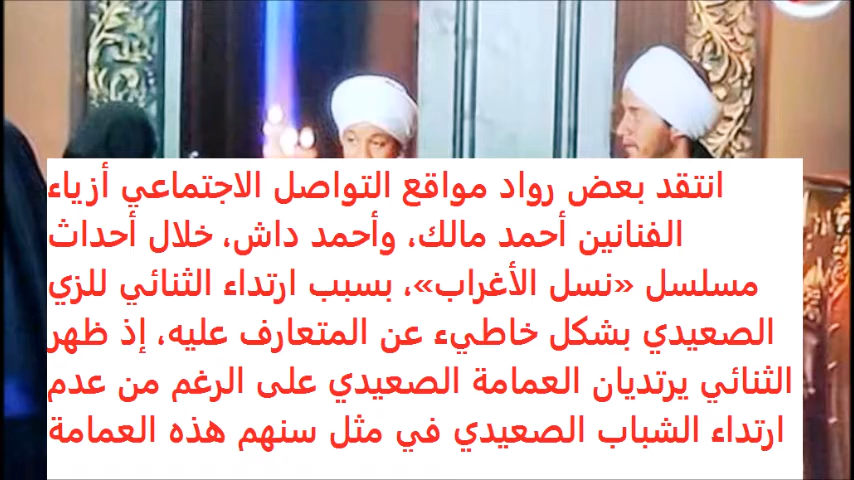 انتقد بعض رواد مواقع التواصل الاجتماعي أزياء
الفنانين أحمد مالك، وأحمد داش، خلال أحداث
مسلسل «نسل الأغراب»، بسبب ارتداء الثنائي للزي
الصعيدي بشكل خاطيء عن المتعارف عليه، إذ ظهر
الثنائي يرتديان العمامة الصعيدي على الرغم من عدم
ارتداء الشباب الصعيدي في مثل سنهم هذه العمامة